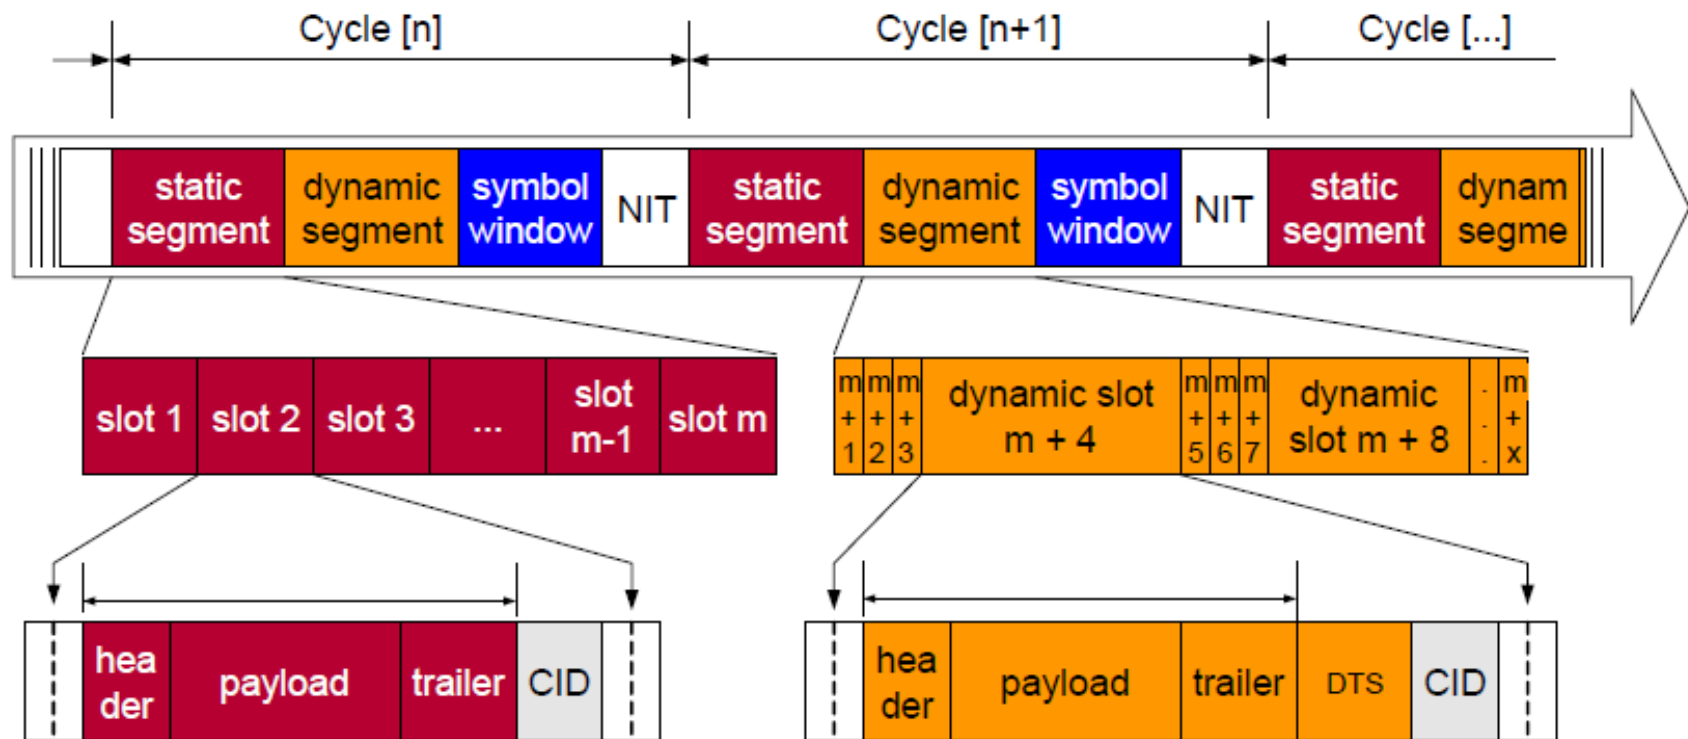 Cycle [n]
Cycle [n+1]
Cycle [...]
static
segment
dynamic
segment
symbol
window
NIT
static
segment
dynamic
segment
symbol
window
NIT
static
segment
dynam
segme
slot 1
slot 2
slot 3
...
slot
m-1
slot m
m
+
1
m
+
2
m
+
3
dynamic slot
m + 4
m
+
5
m
+
6
m
+
7
dynamic
slot m + 8
.
.
.
m
+
x
hea
der
payload
trailer
CID
hea
der
payload
trailer
DTS
CID